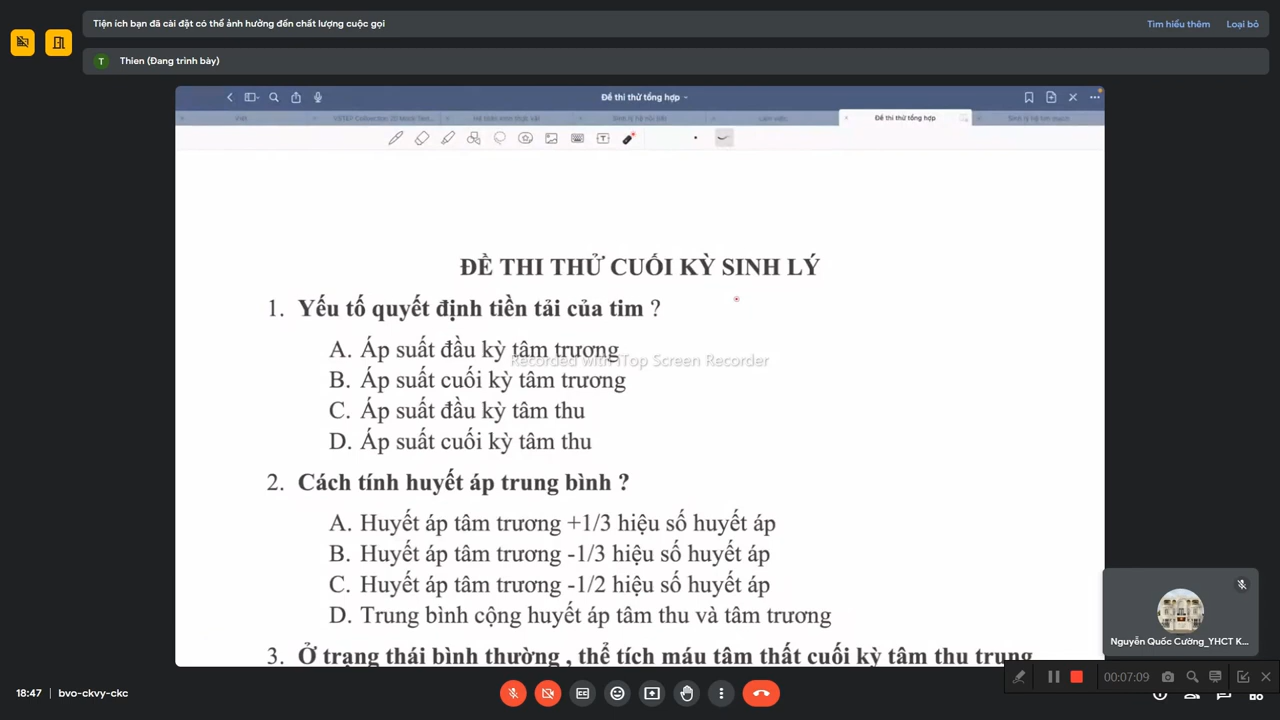 Tiện ích bạn đã cài đặt có thể ảnh hưởng đến chất lượng cuộc gọi
Tìm hiểu thêm
Loại bỏ
T
Thien (Đang trình bày)
Đề thi thử tổng hợp
Đề thi thử tổng hợp
ĐỀ THI THỬ CUỐI KỲ SINH LÝ
1. Yếu tố quyết định tiền tải của tim ?
A. Áp suất đầu kỳ tâm trương
Recorded with iTop Screen Recorder
B. Áp suất cuối kỳ tâm trương
C. Áp suất đầu kỳ tâm thu
D. Áp suất cuối kỳ tâm thu
2. Cách tính huyết áp trung bình ?
A. Huyết áp tâm trương +1/3 hiệu số huyết áp
B. Huyết áp tâm trương -1/3 hiệu số huyết áp
C. Huyết áp tâm trương -1/2 hiệu số huyết áp
D. Trung bình cộng huyết áp tâm thu và tâm trương
3. Ở trạng thái bình thường , thể tích máu tâm thất cuối kỳ tâm thu trung
Nguyễn Quốc Cường_YHCT K...
18:47
bvo-ckvy-ckc
00:07:09